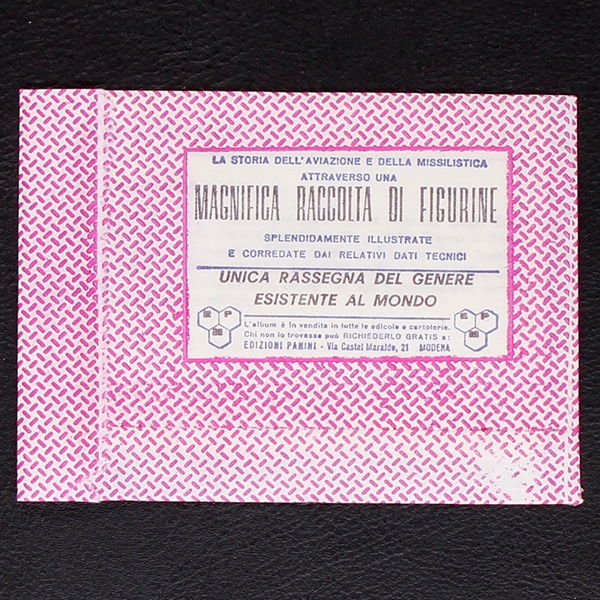 LA STORIA DELL'AVIAZIONE E DELLA MISSILISTICA
ATTRAVERSO UNA
MAGNIFICA RACCOLTA DI FIGURINE
SPLENDIDAMENTE ILLUSTRATE
E CORREDATE DAI RELATIVI DATI TECNICI
UNICA RASSEGNA DEL GENERE
ESISTENTE AL MONDO
E P
L'album è in vendita in tutte le edicole e cartolerie.
Chi non lo trovasse può RICHIEDERLO GRATIS a:
EDIZIONI PANINI - Via Castel Maraldo, 21 MODENA
E P